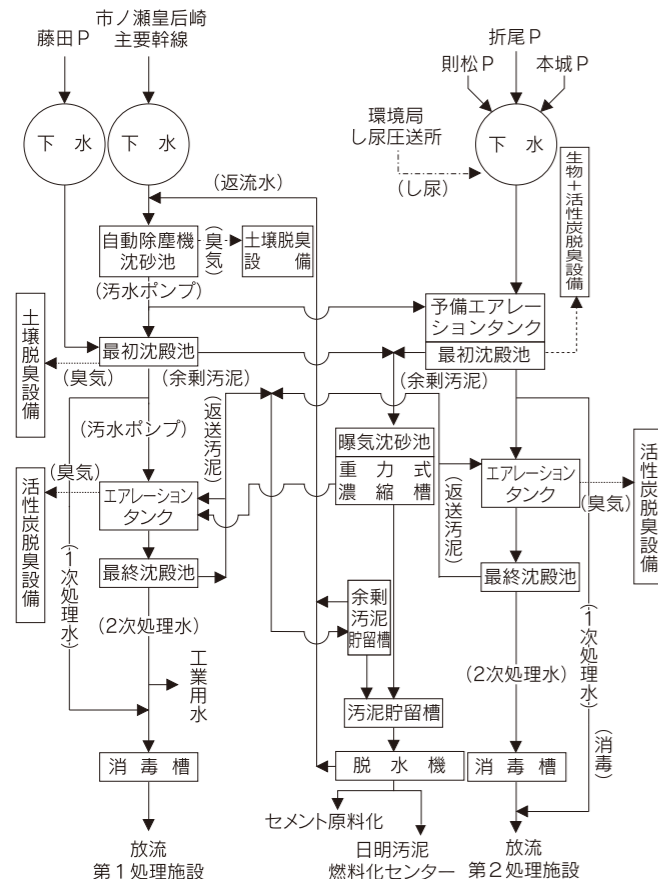 市ノ瀬皇后崎
主要幹線
藤田P
折尾P
則松P
本城P
下水
下水
環境局
し尿圧送所
(し尿)
下水
生物+活性炭脱臭設備
(返流水)
自動除塵機
沈砂池
(臭気)
土壌脱臭
設備
(汚水ポンプ)
予備エアレー
ションタンク
最初沈殿池
土壌脱臭設備
最初沈殿池
(臭気)
(余剰汚泥)
(余剰汚泥)
(返送汚泥)
(汚水ポンプ)
曝気沈砂池
重力式
濃縮槽
活性炭脱臭設備
(臭気)
エアレーション
タンク
(返送汚泥)
エアレーション
タンク
(臭気)
活性炭脱臭設備
最終沈殿池
最終沈殿池
(1次処理水)
(2次処理水)
余剰
汚泥
貯留槽
(1次処理水)
工業用水
(2次処理水)
汚泥貯留槽
(消毒)
消毒槽
脱水機
消毒槽
セメント原料化
放流
第1処理施設
日明汚泥
燃料化センター
放流
第2処理施設